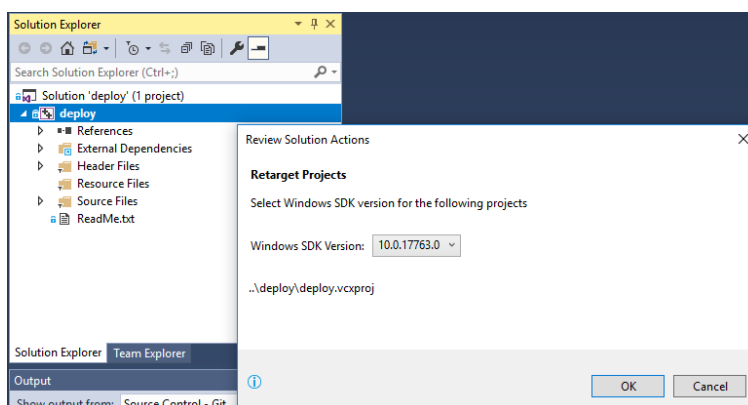 Solution Explorer
Search Solution Explorer (Ctrl+;)
Solution 'deploy' (1 project)
deploy
References
External Dependencies
Header Files
Resource Files
Source Files
ReadMe.txt
Solution Explorer Team Explorer
Output
Show output from: Source Control - Git
Review Solution Actions
Retarget Projects
Select Windows SDK version for the following projects
Windows SDK Version: 10.0.17763.0
..\deploy\deploy.vcxproj
OK Cancel